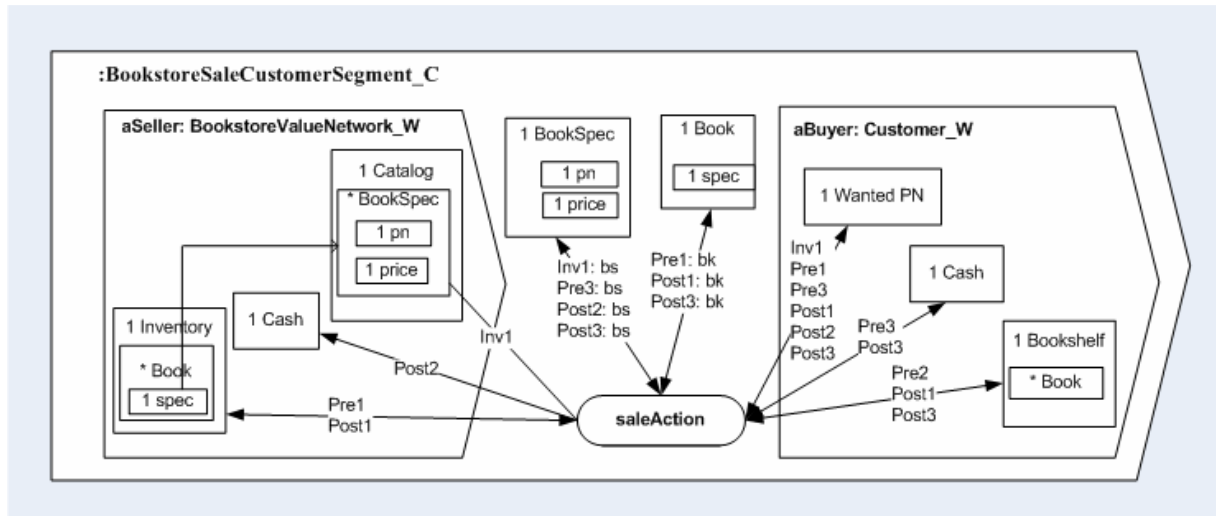 :BookstoreSaleCustomerSegment_C
aSeller: BookstoreValueNetwork_W
1 Catalog
* BookSpec
1 pn
1 price
1 Inventory
* Book
1 spec
1 Cash
Inv1
Post2
Pre1
Post1
1 BookSpec
1 pn
1 price
Inv1: bs
Pre3: bs
Post2: bs
Post3: bs
1 Book
1 spec
Pre1: bk
Post1: bk
Post3: bk
saleAction
aBuyer: Customer_W
1 Wanted PN
Inv1
Pre1
Pre3
Post1
Post2
Post3
1 Cash
Pre3
Post3
1 Bookshelf
* Book
Pre2
Post1
Post3